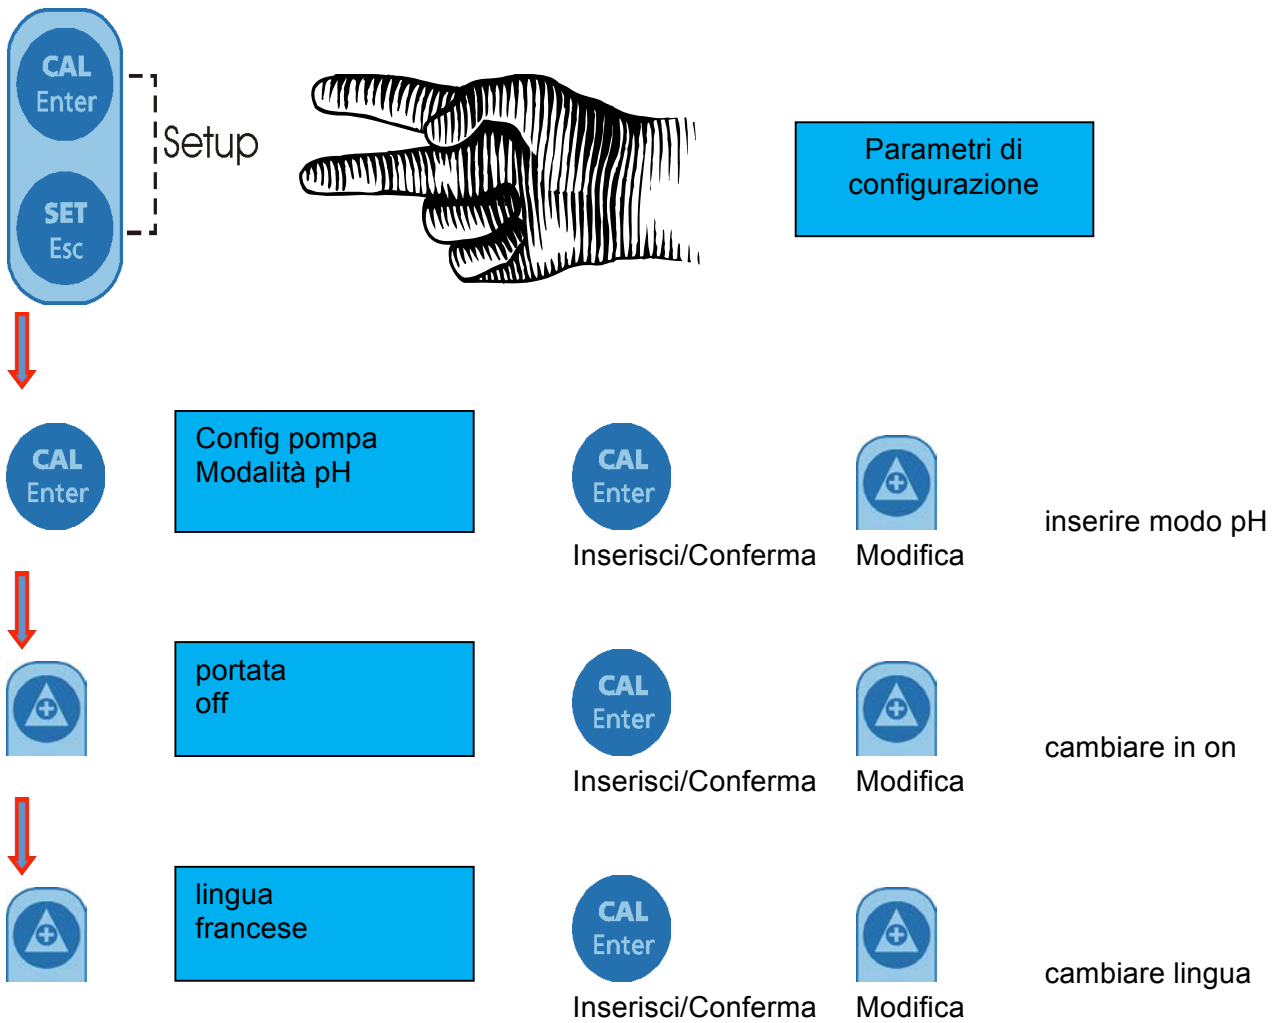 CAL
Enter
Setup
SET
Esc
Parametri di
configurazione
CAL
Enter
Config pompa
Modalità pH
CAL
Enter
Inserisci/Conferma
Modifica
inserire modo pH
portata
off
CAL
Enter
Inserisci/Conferma
Modifica
cambiare in on
lingua
francese
CAL
Enter
Inserisci/Conferma
Modifica
cambiare lingua